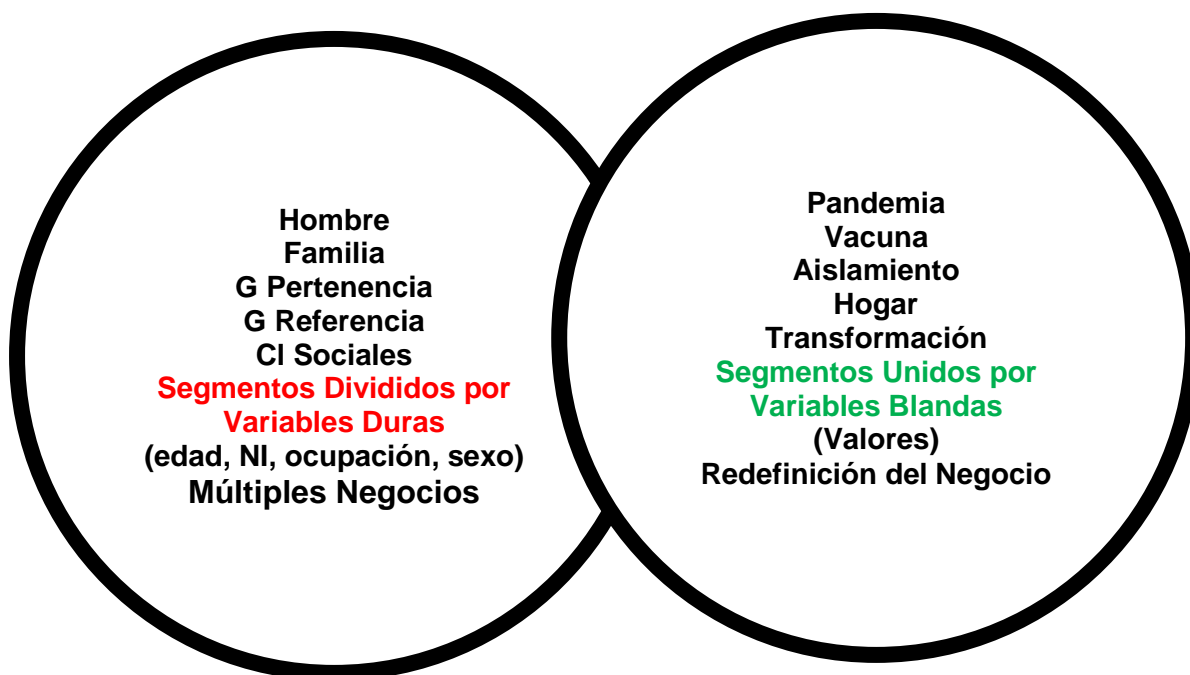 Hombre
Familia
G Pertenencia
G Referencia
Cl Sociales
Segmentos Divididos por
Variables Duras
(edad, NI, ocupación, sexo)
Múltiples Negocios
Pandemia
Vacuna
Aislamiento
Hogar
Transformación
Segmentos Unidos por
Variables Blandas
(Valores)
Redefinición del Negocio